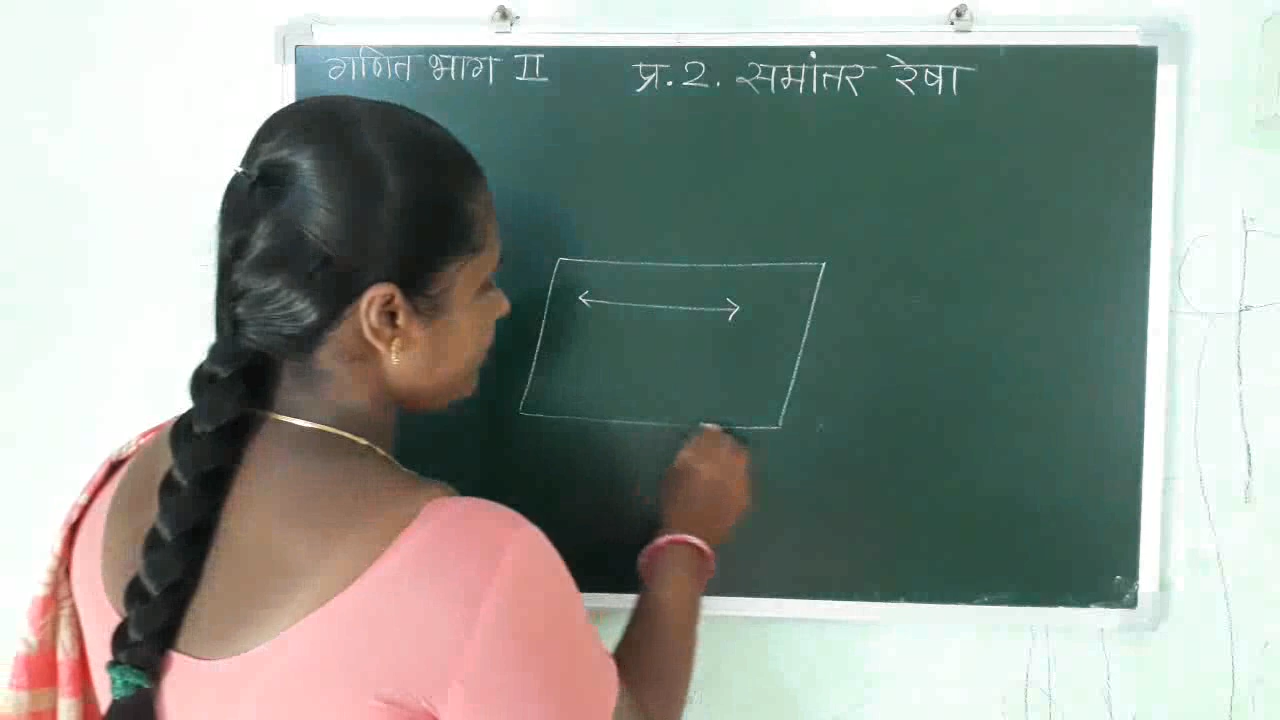 गणित भाग II प्र. 2. समांतर रेषा